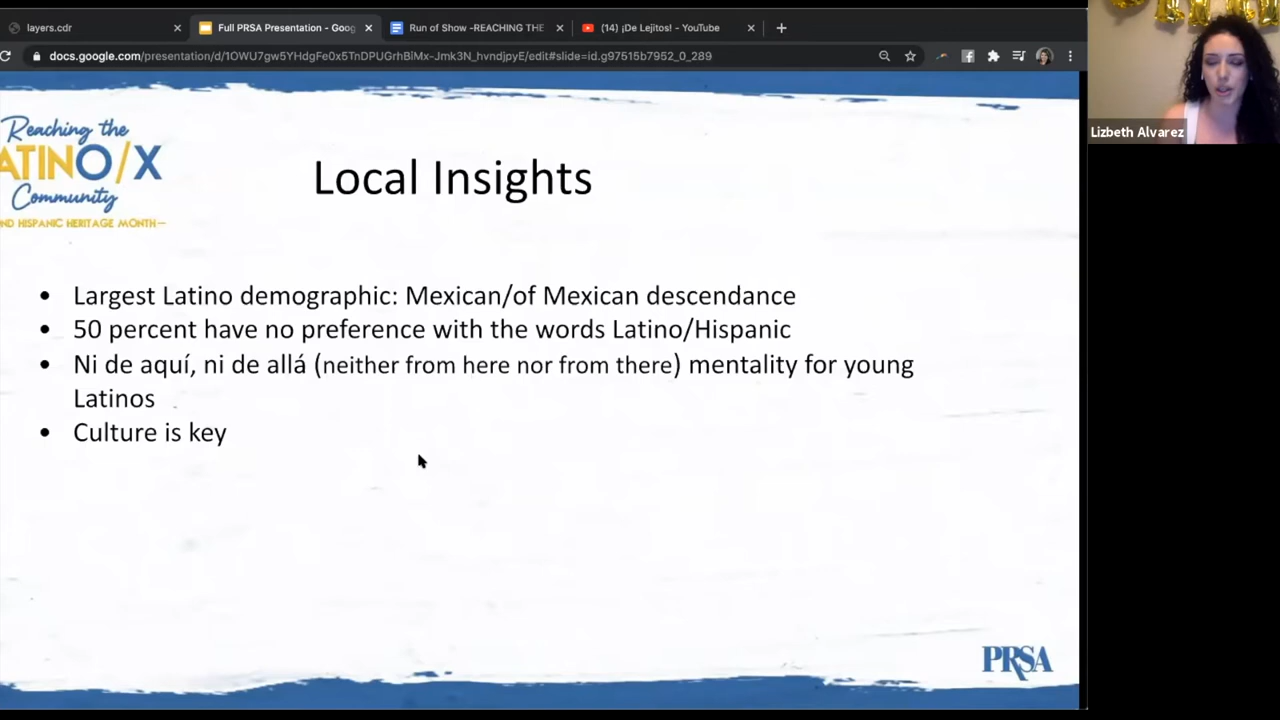 layers.cdr
Full PRSA Presentation - Goog
Run of Show -REACHING THE
(14) ¡De Lejitos! - YouTube
docs.google.com/presentation/d/1OWU7gw5YHdgFe0x5TnDPUGrhBiMx-Jmk3N_hvndjpyE/edit#slide=id.g97515b7952_0_289
Lizbeth Alvarez
Reaching the
ATINO/X
Community
ND HISPANIC HERITAGE MONTH—
Local Insights
• Largest Latino demographic: Mexican/of Mexican descendance
• 50 percent have no preference with the words Latino/Hispanic
• Ni de aquí, ni de allá (neither from here nor from there) mentality for young
Latinos
• Culture is key
PRSA